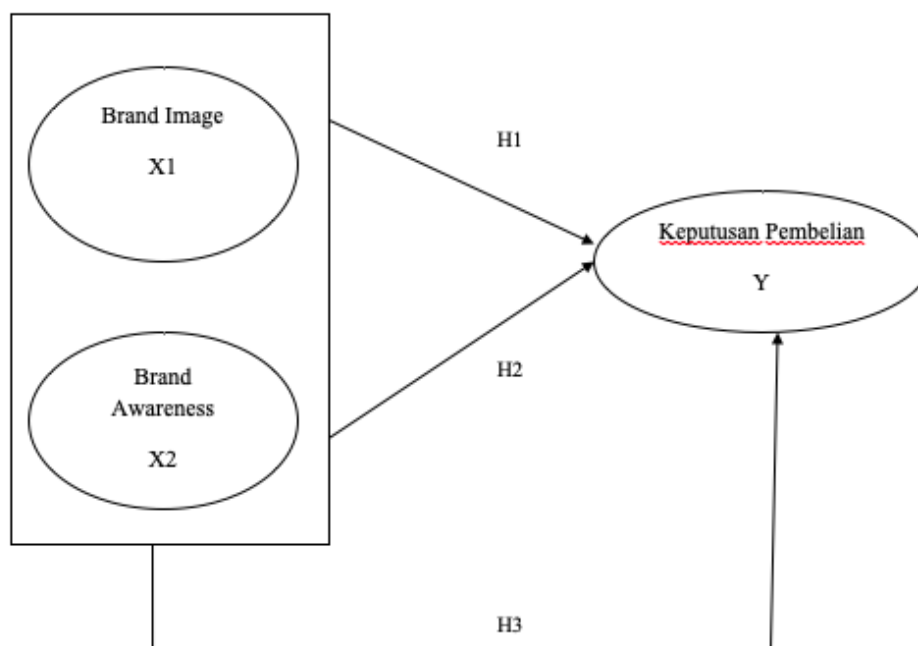 Brand Image
X1
H1
Keputusan Pembelian
Y
H2
Brand
Awareness
X2
H3